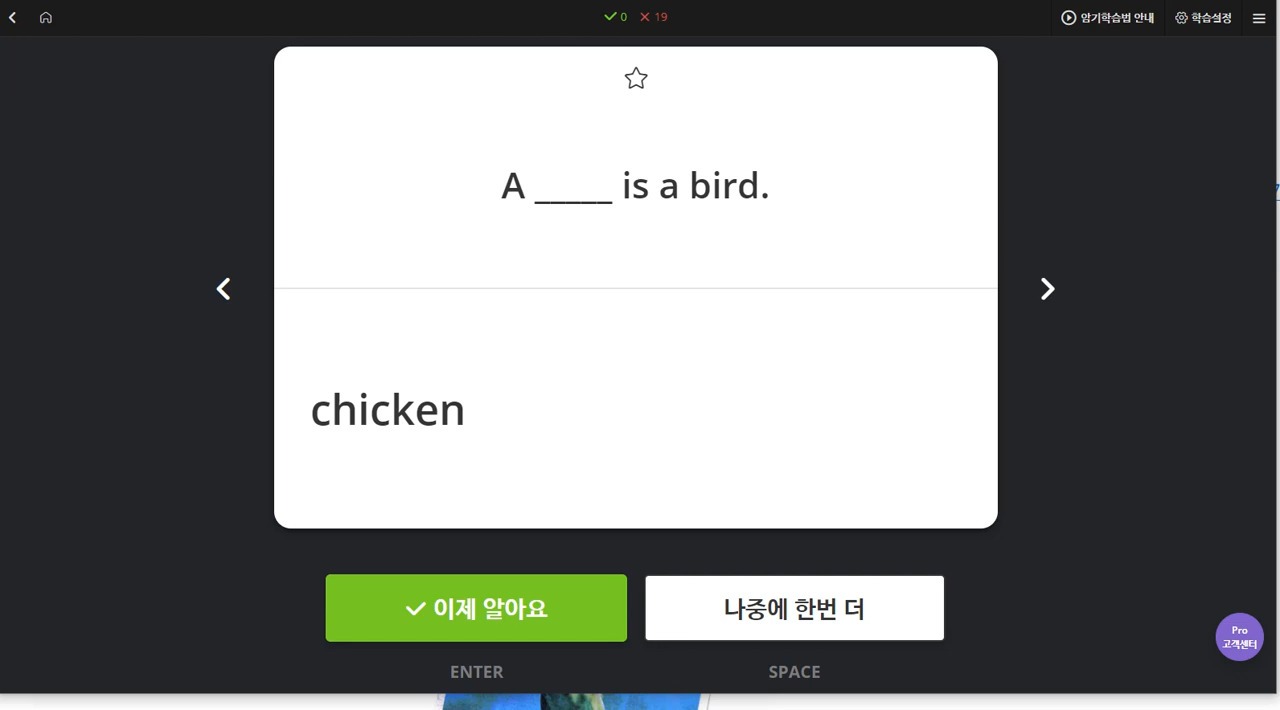 0 19
암기학습법 안내
학습설정
A _____ is a bird.
chicken
이제 알아요
나중에 한번 더
ENTER
SPACE
Pro
고객센터